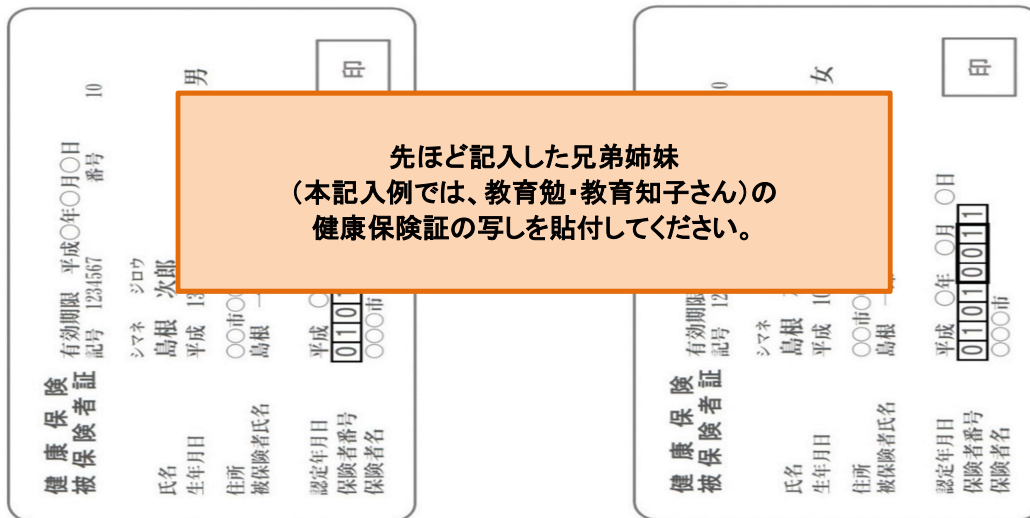 先ほど記入した兄弟姉妹
(本記入例では、教育勉・教育知子さん)の
健康保険証の写しを貼付してください。
健康保険
被保険者証
有効期限 平成○年○月○日
記号 1234567 番号 10
シマネ ジロウ
氏名 島根 次郎 男
生年月日 平成
住所 ○○市
被保険者氏名 島根
認定年月日 平成
保険者番号 010
保険者名 ○○○市
印
健康保険
被保険者証
有効期限
記号 12
シマネ
氏名 島根 女
生年月日 平成 10
住所 ○○市
被保険者氏名 島根
認定年月日 平成 ○年 ○月 ○日
保険者番号 01010011
保険者名 ○○○市
印